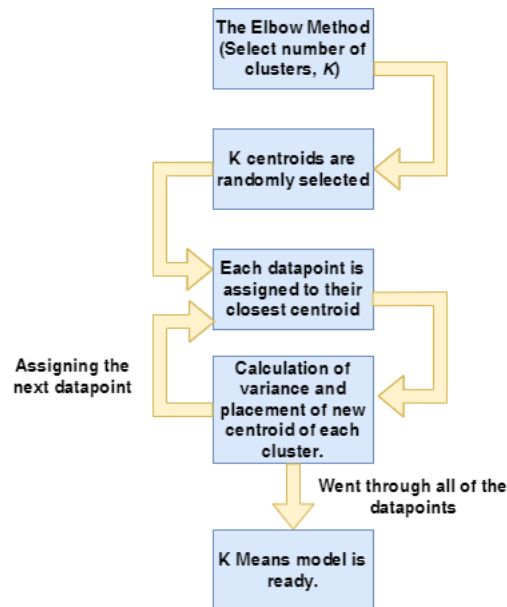 The Elbow Method
(Select number of
clusters, K)
K centroids are
randomly selected
Each datapoint is
assigned to their
closest centroid
Assigning the
next datapoint
Calculation of
variance and
placement of new
centroid of each
cluster.
Went through all of the
datapoints
K Means model is
ready.